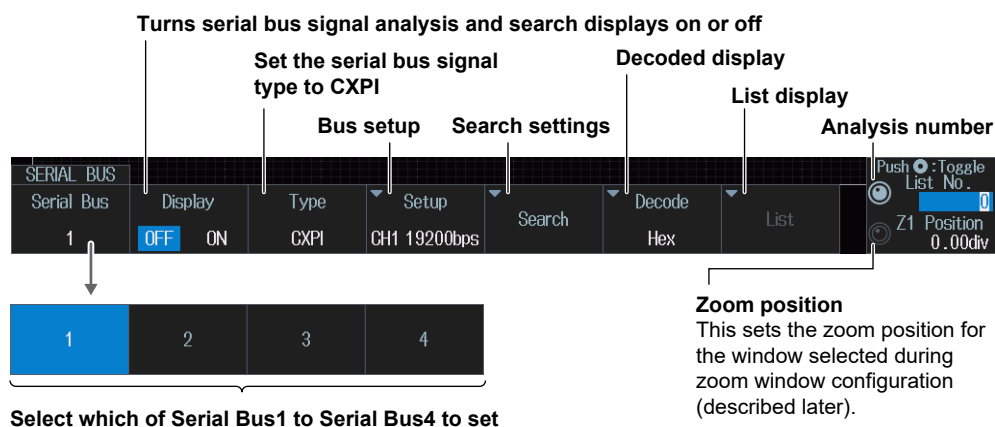 Turns serial bus signal analysis and search displays on or off
Set the serial bus signal
type to CXPI
Decoded display
List display
Bus setup
Search settings
Analysis number
SERIAL BUS
Serial Bus
1
Display
OFF ON
Type
CXPI
Setup
CH1 19200bps
Search
Decode
Hex
List
Push :Toggle
List No.
0
Z1 Position
0.00div
1
2
3
4
Select which of Serial Bus1 to Serial Bus4 to set
Zoom position
This sets the zoom position for
the window selected during
zoom window configuration
(described later).